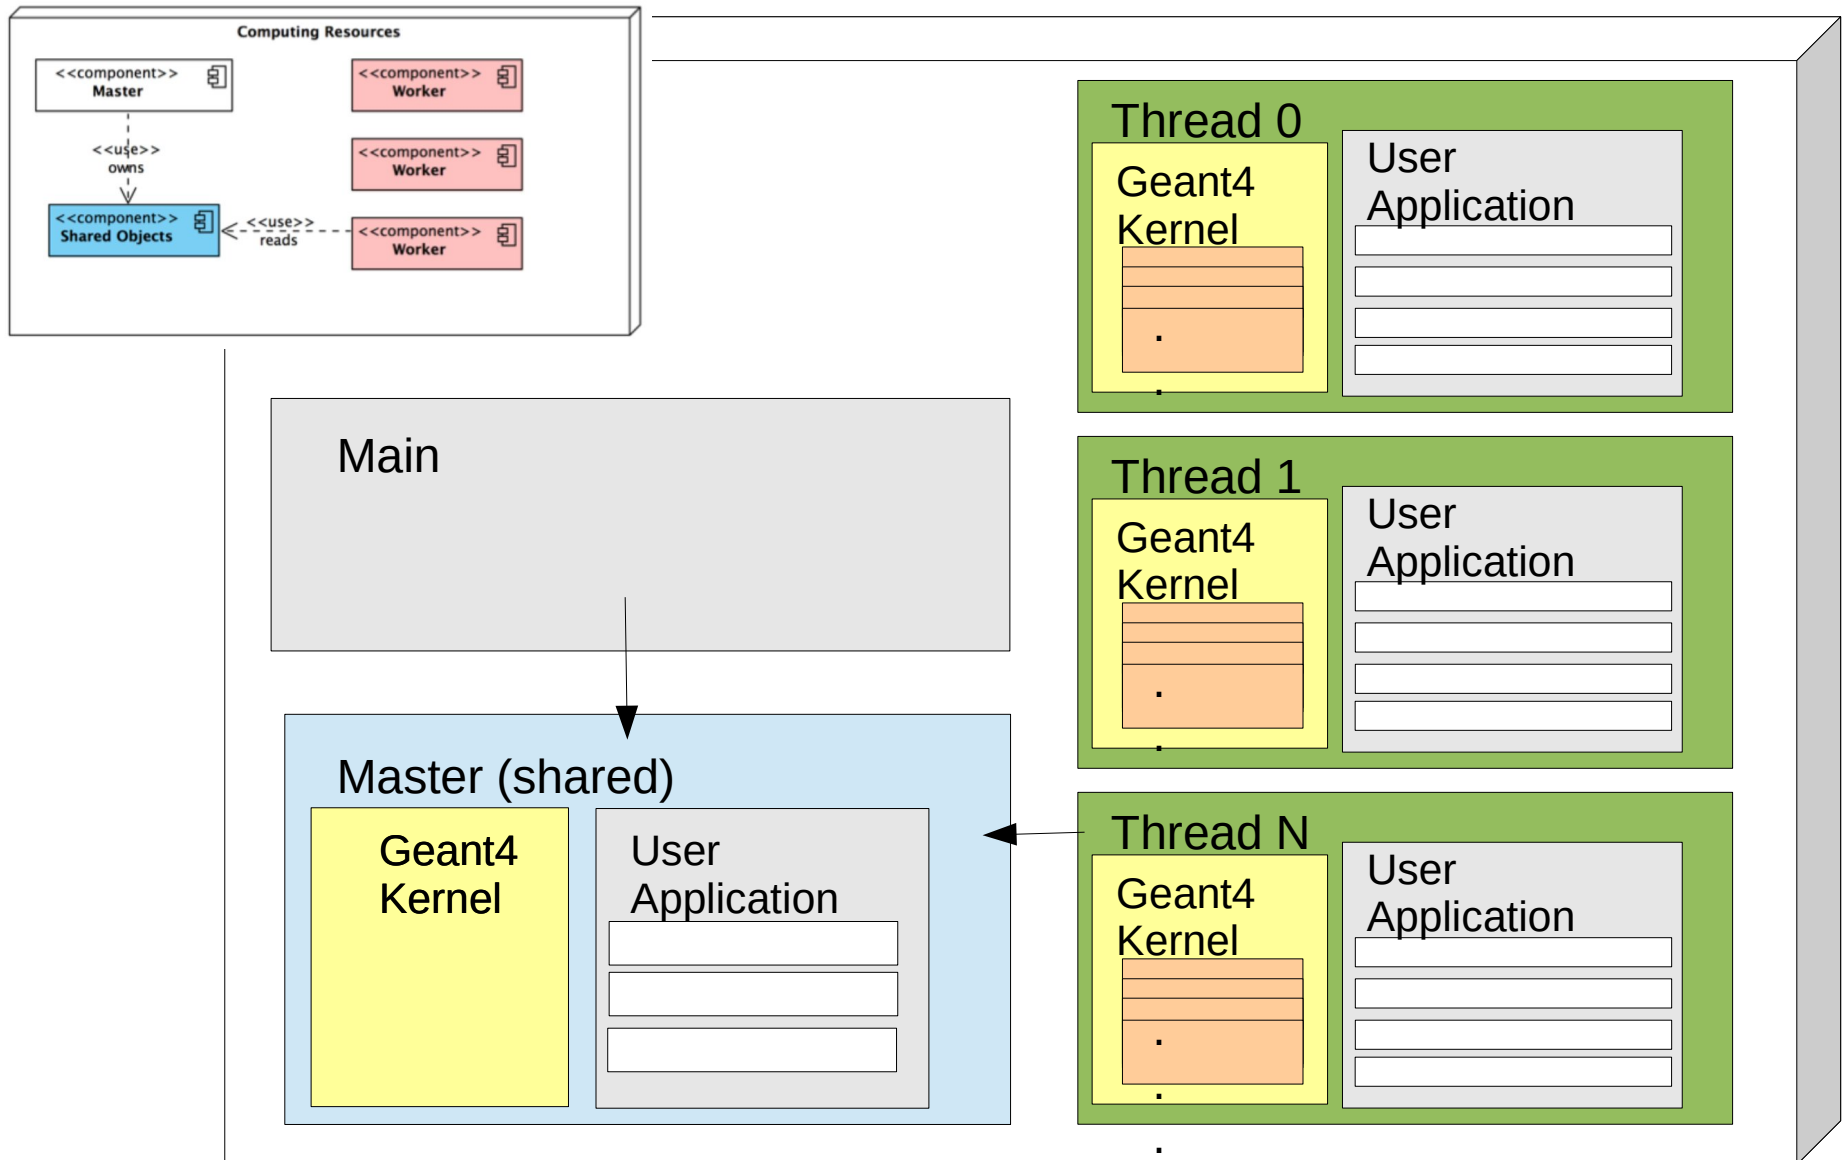 Computing Resources
<<component>>
Master
<<use>>
owns
<<component>>
Shared Objects
<<use>>
reads
<<component>>
Worker
<<component>>
Worker
<<component>>
Worker
Main
Master (shared)
Geant4
Kernel
User
Application
Thread 0
Geant4
Kernel
.
.
User
Application
Thread 1
Geant4
Kernel
.
.
User
Application
Thread N
Geant4
Kernel
.
.
.
User
Application